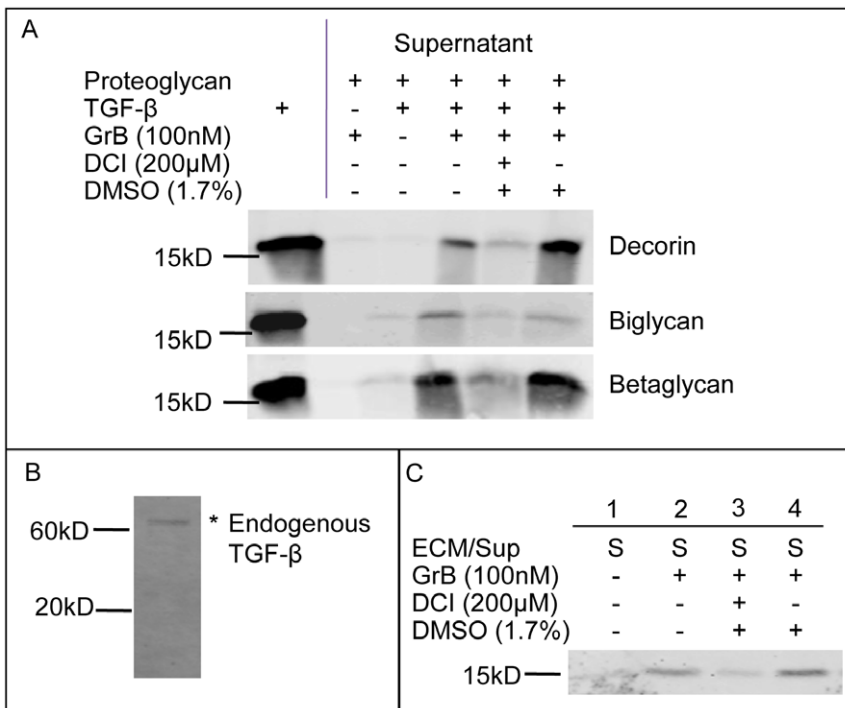 A
Supernatant
Proteoglycan + + + + +
TGF-β + - + + + +
GrB (100nM) + - + + +
DCI (200µM) - - - + -
DMSO (1.7%) - - - + +
15kD Decorin
15kD Biglycan
15kD Betaglycan
B
60kD * Endogenous
TGF-β
20kD
C
1 2 3 4
ECM/Sup S S S S
GrB (100nM) - + + +
DCI (200µM) - - + -
DMSO (1.7%) - - + +
15kD